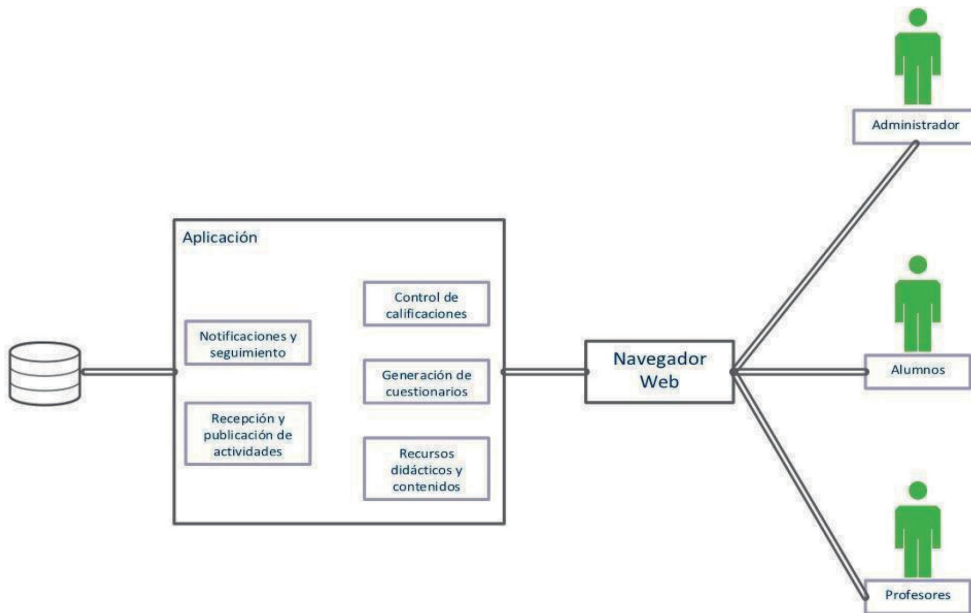 Administrador
Aplicación
Control de
calificaciones
Notificaciones y
seguimiento
Generación de
cuestionarios
Recepción y
publicación de
actividades
Recursos
didácticos y
contenidos
Navegador
Web
Alumnos
Profesores